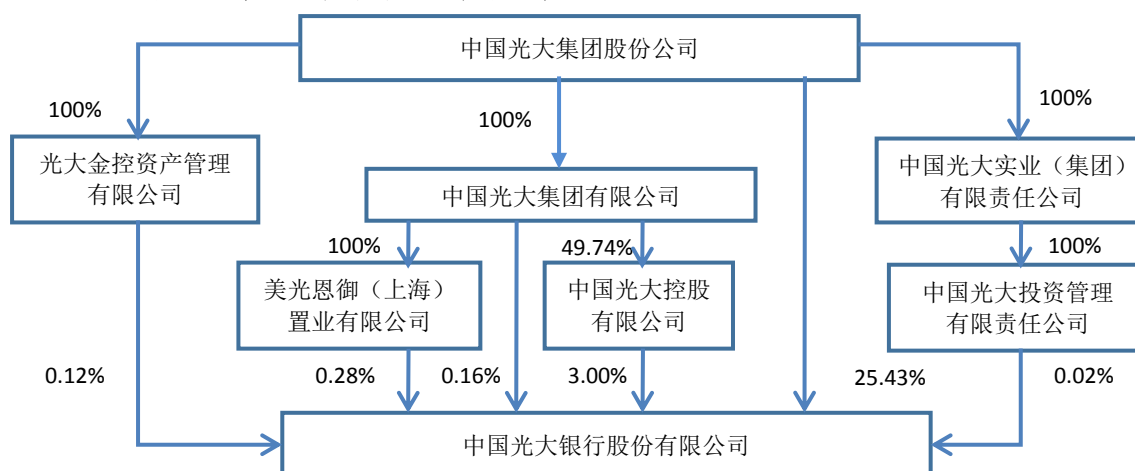 中国光大集团股份公司
100%
100%
100%
光大金控资产管理
有限公司
中国光大集团有限公司
中国光大实业（集团）
有限责任公司
100%
49.74%
100%
美光恩御（上海）
置业有限公司
中国光大控股
有限公司
中国光大投资管理
有限责任公司
0.12%
0.28%
0.16%
3.00%
25.43%
0.02%
中国光大银行股份有限公司